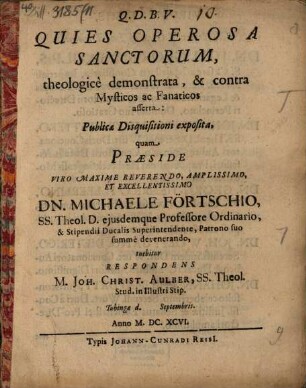 Q. D. B. V.
QUIES OPEROSA
SANCTORUM,
theologicè demonstrata, & contra
Mysticos ac Fanaticos
asserta:
Publicæ Disquisitioni exposita,
quam
PRÆSIDE
VIRO MAXIME REVERENDO, AMPLISSIMO,
ET EXCELLENTISSIMO
DN. MICHAELE FÖRTSCHIO,
SS. Theol. D. ejusdemque Professore Ordinario,
& Stipendii Ducalis Superintendente, Patrono suo
summè devenerando,
tuebitur
RESPONDENS
M. JOH. CHRIST. AULBER, SS. Theol.
Stud. in Illustri Stip.
Tubingæ d. Septembris.
Anno M. DC. XCVI.
Typis JOHANN-CUNRADI REISI.